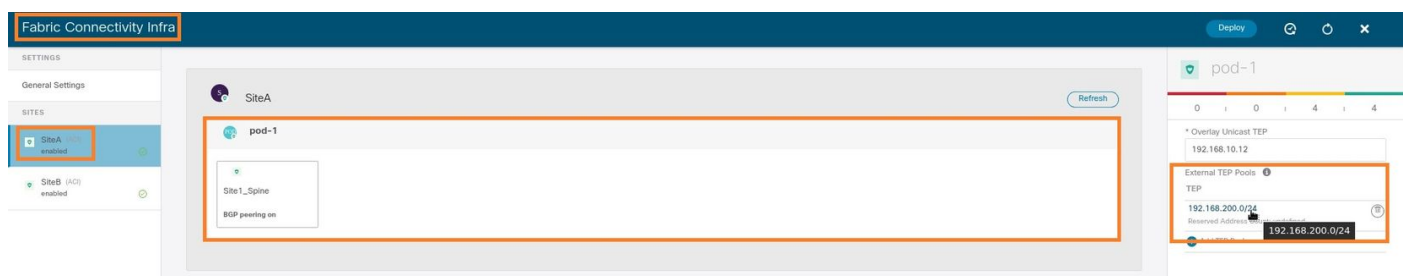 Fabric Connectivity Infra
Deploy
SETTINGS
General Settings
SITES
SiteA
enabled
SiteB (ACI)
enabled
S
SiteA
Refresh
pod-1
Site1_Spine
BGP peering on
pod-1
0 0 4 4
* Overlay Unicast TEP
192.168.10.12
External TEP Pools
TEP
192.168.200.0/24
Reserved Address
192.168.200.0/24